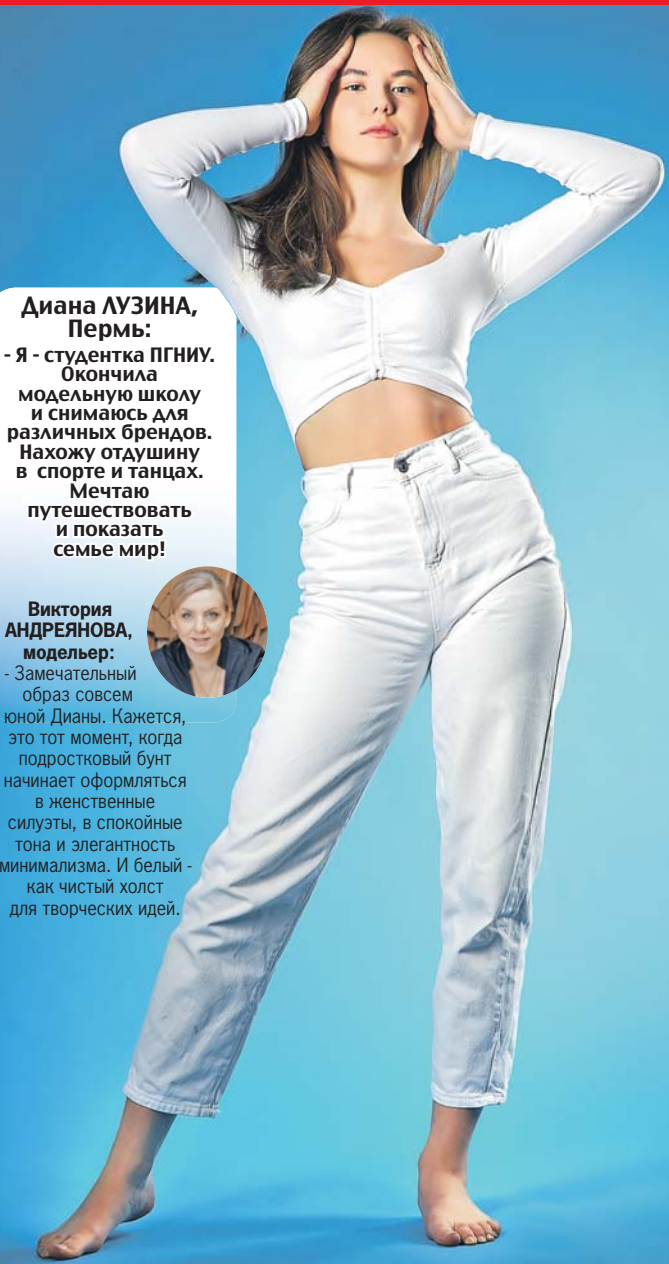 Диана ЛУЗИНА,
Пермь:
- Я - студентка ПГНИУ.
Окончила
модельную школу
и снимаюсь для
различных брендов.
Нахожу отдушину
в спорте и танцах.
Мечтаю
путешествовать
и показать
семье мир!
Виктория
АНДРЕЯНОВА,
модельер:
- Замечательный
образ совсем
юной Дианы. Кажется,
это тот момент, когда
подростковый бунт
начинает оформляться
в женственные
силуэты, в спокойные
тона и элегантность
минимализма. И белый -
как чистый холст
для творческих идей.